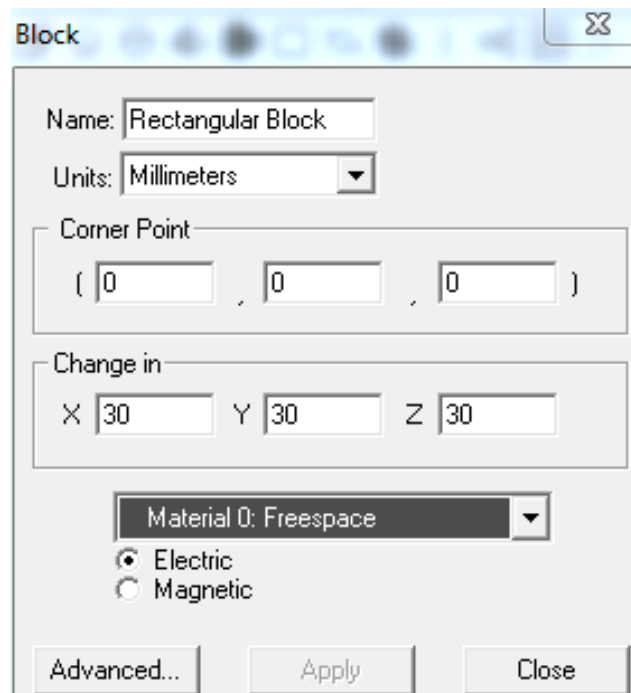 Block
Name: Rectangular Block
Units: Millimeters
Corner Point
( 0 , 0 , 0 )
Change in
X 30 Y 30 Z 30
Material 0: Freespace
Electric
Magnetic
Advanced... Apply Close